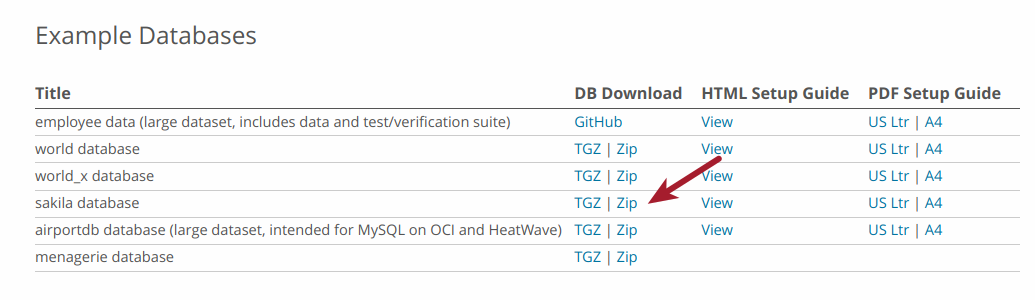 Example Databases
Title DB Download HTML Setup Guide PDF Setup Guide
employee data (large dataset, includes data and test/verification suite) GitHub View US Ltr | A4
world database TGZ | Zip View US Ltr | A4
world_x database TGZ | Zip View US Ltr | A4
sakila database TGZ | Zip View US Ltr | A4
airportdb database (large dataset, intended for MySQL on OCI and HeatWave) TGZ | Zip View US Ltr | A4
menagerie database TGZ | Zip